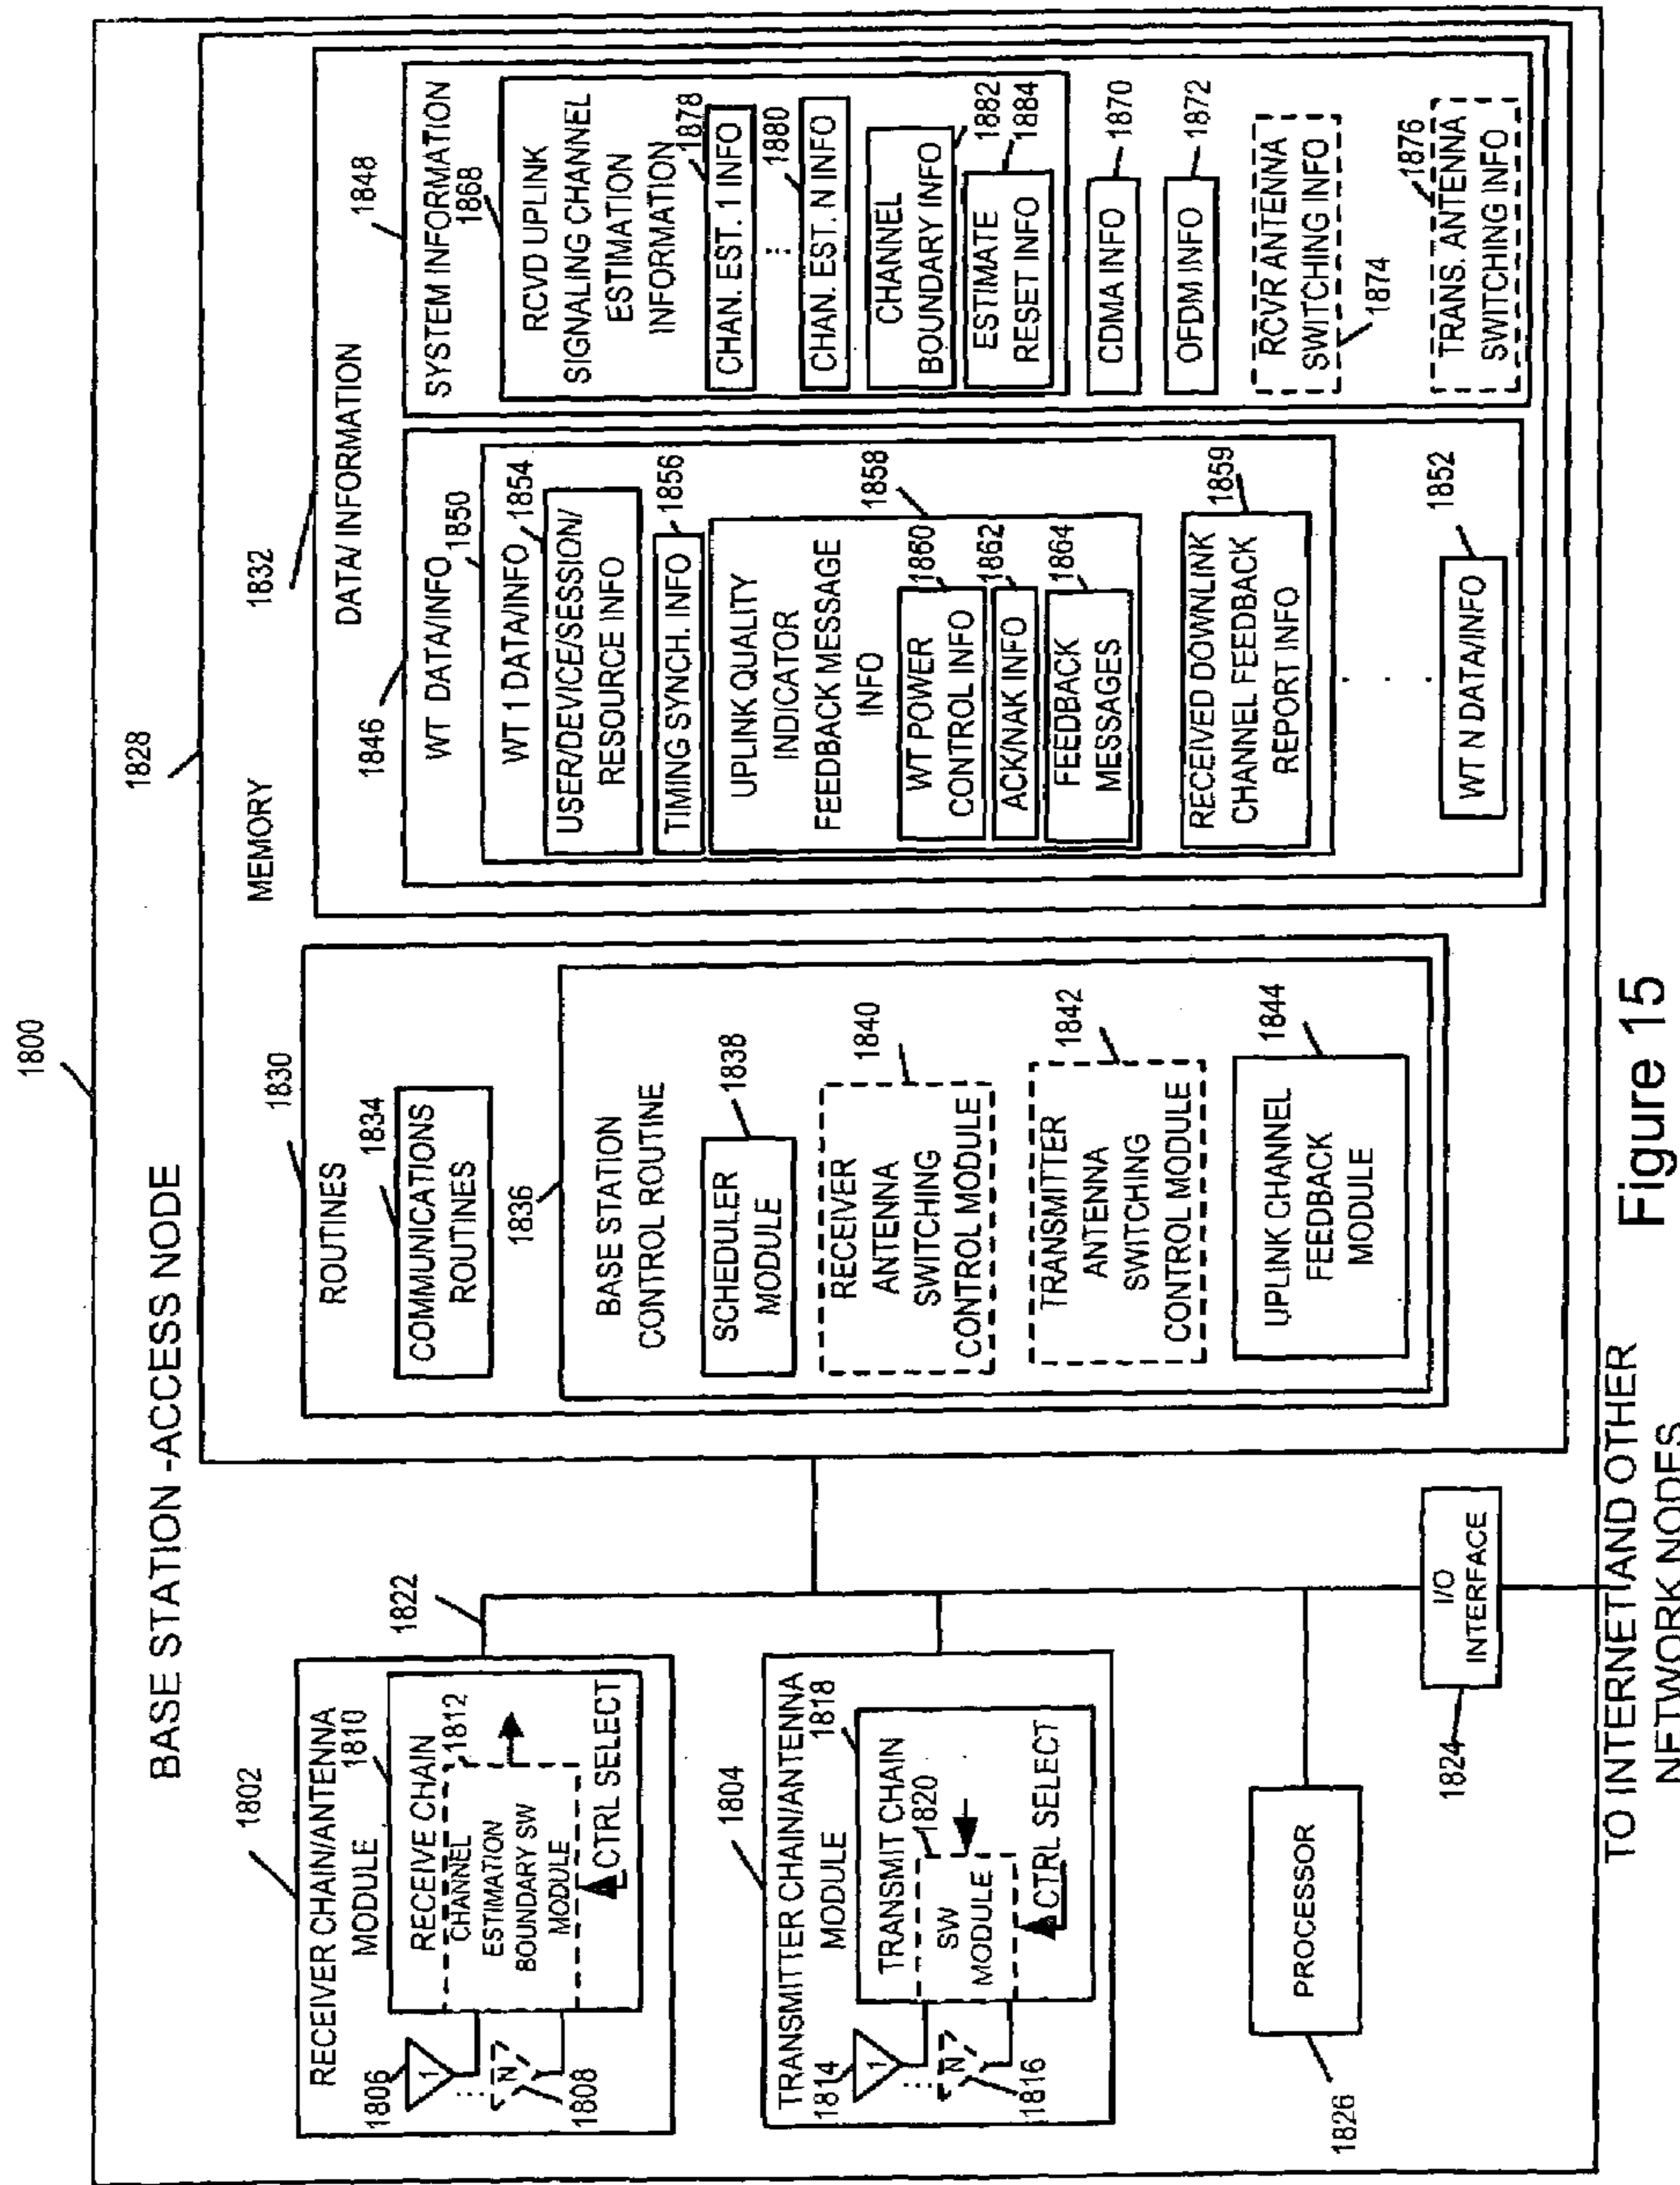 1800
BASE STATION -ACCESS NODE
1802
RECEIVER CHAIN/ANTENNA
MODULE
1810
RECEIVE CHAIN
1812
CHANNEL
ESTIMATION
BOUNDARY SW
MODULE
CTRL SELECT
1806
1
N
1808
1822
1804
TRANSMITTER CHAIN/ANTENNA
MODULE
1818
TRANSMIT CHAIN
1820
SW
MODULE
CTRL SELECT
1814
1
N
1816
PROCESSOR
1826
I/O
INTERFACE
1824
TO INTERNET AND OTHER
NETWORK NODES
1828
MEMORY
1830
ROUTINES
1834
COMMUNICATIONS
ROUTINES
1836
BASE STATION
CONTROL ROUTINE
1838
SCHEDULER
MODULE
1840
RECEIVER
ANTENNA
SWITCHING
CONTROL MODULE
1842
TRANSMITTER
ANTENNA
SWITCHING
CONTROL MODULE
1844
UPLINK CHANNEL
FEEDBACK
MODULE
1832
DATA/ INFORMATION
1846
WT DATA/INFO
1850
WT 1 DATA/INFO
1854
USER/DEVICE/SESSION/
RESOURCE INFO
1856
TIMING SYNCH. INFO
1858
UPLINK QUALITY
INDICATOR
FEEDBACK MESSAGE
INFO
1860
WT POWER
CONTROL INFO
1862
ACK/NAK INFO
1864
FEEDBACK
MESSAGES
1859
RECEIVED DOWNLINK
CHANNEL FEEDBACK
REPORT INFO
1852
WT N DATA/INFO
1848
SYSTEM INFORMATION
1868
RCVD UPLINK
SIGNALING CHANNEL
ESTIMATION
INFORMATION
1878
CHAN. EST. 1 INFO
1880
CHAN. EST. N INFO
CHANNEL
BOUNDARY INFO
1882
ESTIMATE
RESET INFO
1884
CDMA INFO
1870
OFDM INFO
1872
RCVR ANTENNA
SWITCHING INFO
1874
1876
TRANS. ANTENNA
SWITCHING INFO
Figure 15